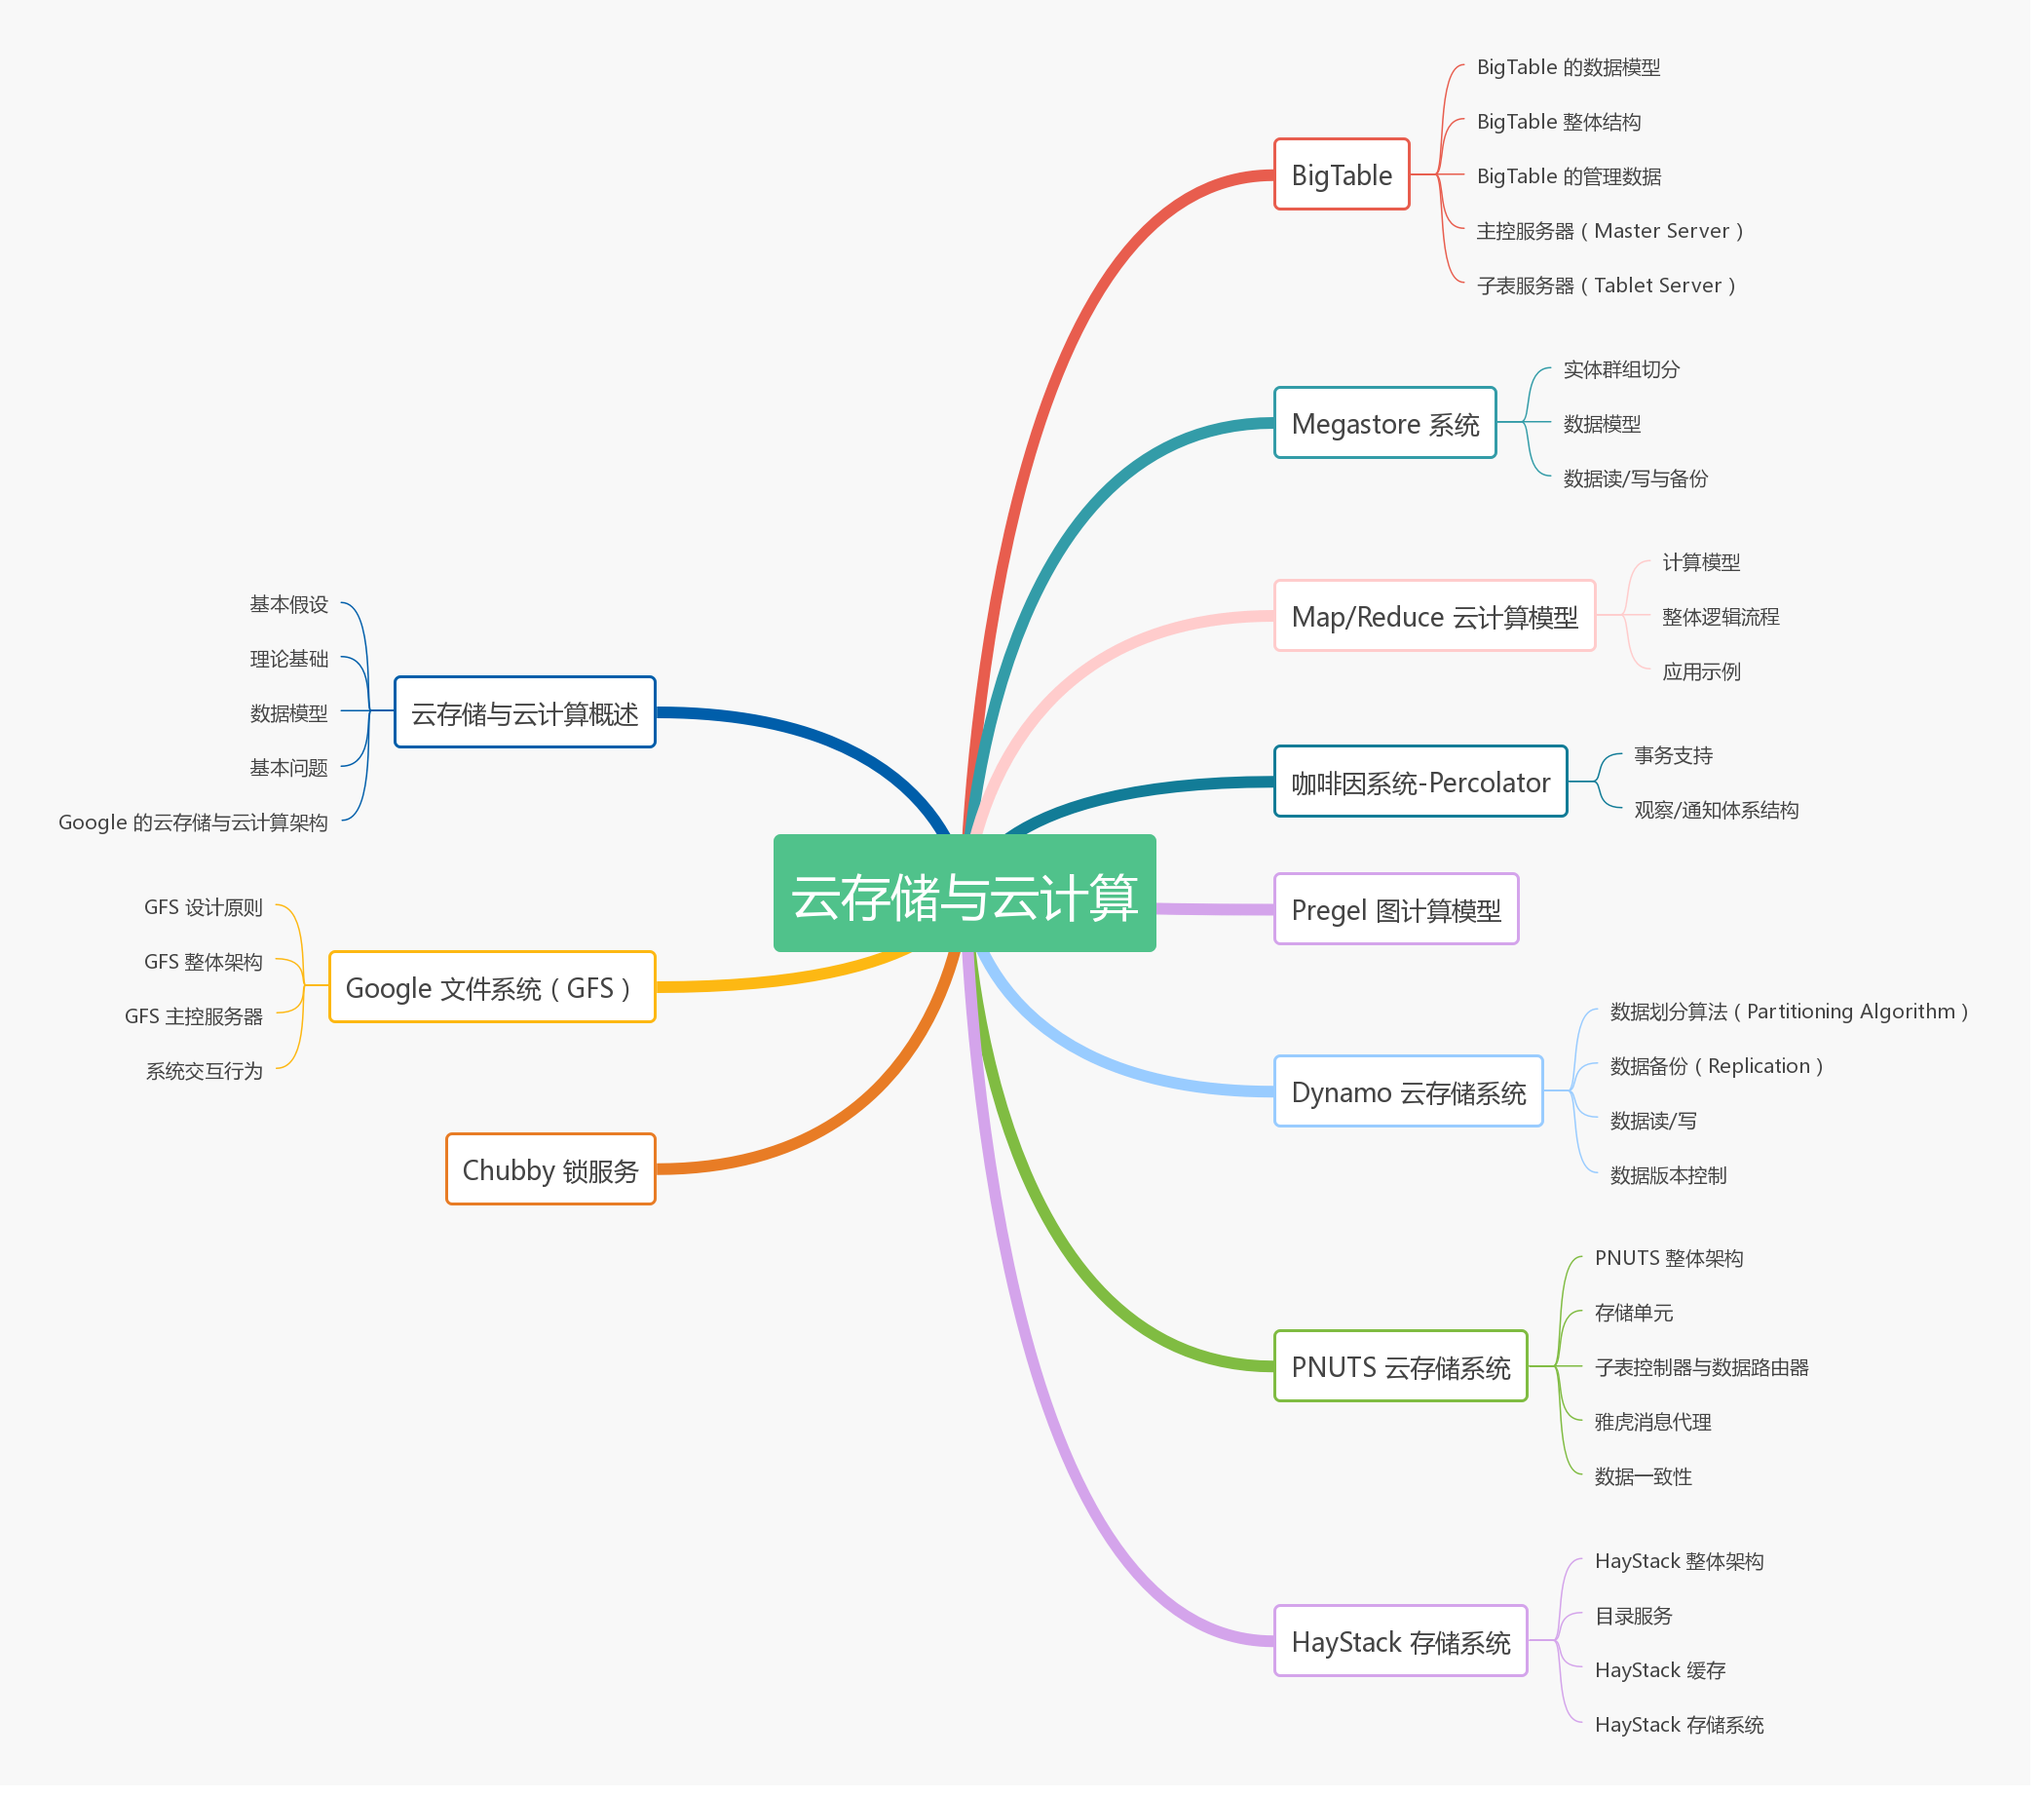 云存储与云计算
云存储与云计算概述
基本假设
理论基础
数据模型
基本问题
Google 的云存储与云计算架构
Google 文件系统（GFS）
GFS 设计原则
GFS 整体架构
GFS 主控服务器
系统交互行为
Chubby 锁服务
BigTable
BigTable 的数据模型
BigTable 整体结构
BigTable 的管理数据
主控服务器（Master Server）
子表服务器（Tablet Server）
Megastore 系统
实体群组切分
数据模型
数据读/写与备份
Map/Reduce 云计算模型
计算模型
整体逻辑流程
应用示例
咖啡因系统-Percolator
事务支持
观察/通知体系结构
Pregel 图计算模型
Dynamo 云存储系统
数据划分算法（Partitioning Algorithm）
数据备份（Replication）
数据读/写
数据版本控制
PNUTS 云存储系统
PNUTS 整体架构
存储单元
子表控制器与数据路由器
雅虎消息代理
数据一致性
HayStack 存储系统
HayStack 整体架构
目录服务
HayStack 缓存
HayStack 存储系统